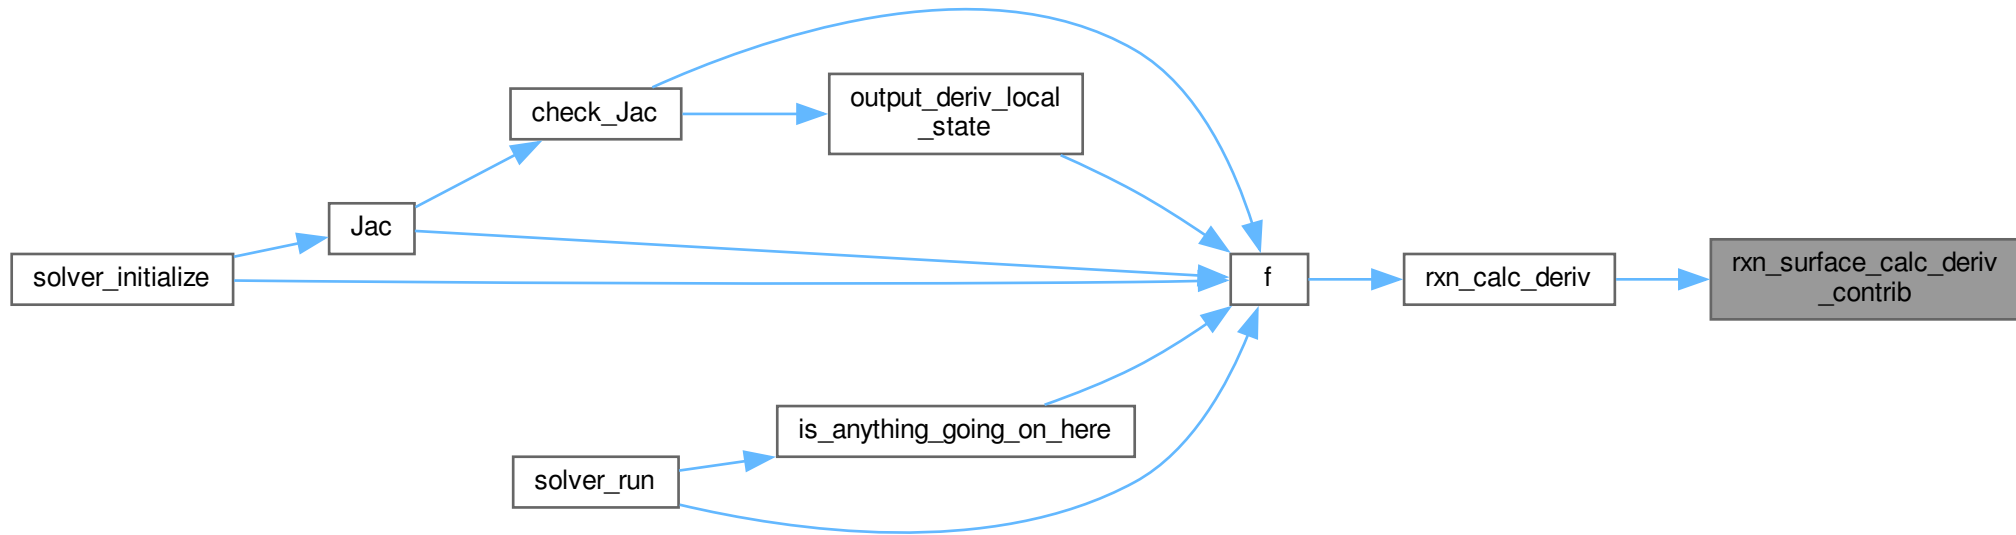 check_Jac
output_deriv_local
_state
Jac
solver_initialize
f
rxn_calc_deriv
rxn_surface_calc_deriv
_contrib
is_anything_going_on_here
solver_run